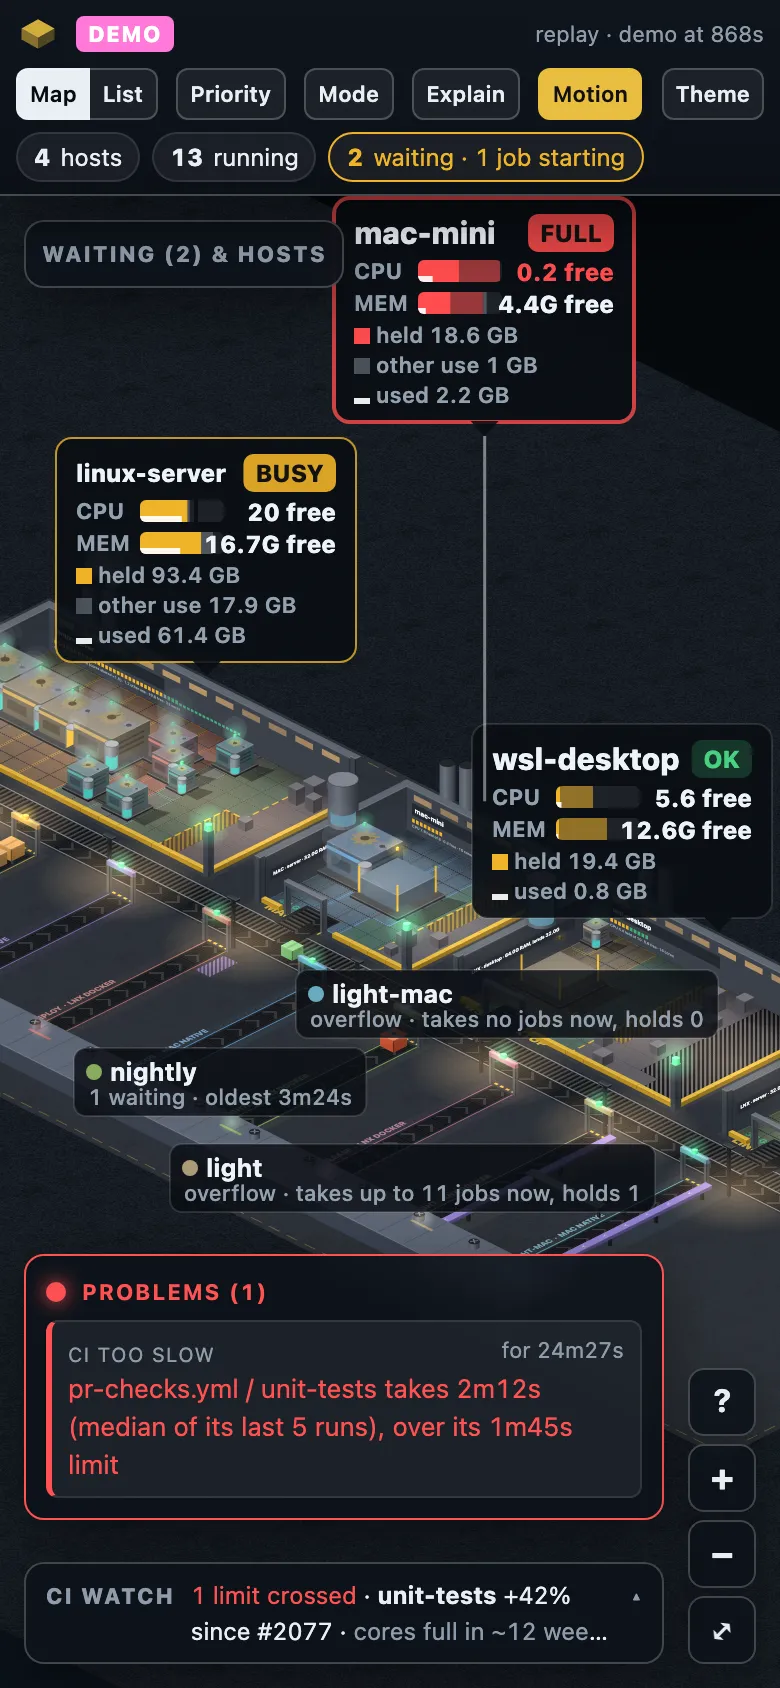 DEMO
replay · demo at 868s
Map
List
Priority
Mode
Explain
Motion
Theme
4 hosts
13 running
2 waiting · 1 job starting
WAITING (2) & HOSTS
mac-mini FULL
CPU 0.2 free
MEM 4.4G free
held 18.6 GB
other use 1 GB
used 2.2 GB
linux-server BUSY
CPU 20 free
MEM 16.7G free
held 93.4 GB
other use 17.9 GB
used 61.4 GB
wsl-desktop OK
CPU 5.6 free
MEM 12.6G free
held 19.4 GB
used 0.8 GB
mac-mini
light-mac
overflow · takes no jobs now, holds 0
nightly
1 waiting · oldest 3m24s
light
overflow · takes up to 11 jobs now, holds 1
PROBLEMS (1)
CI TOO SLOW
for 24m27s
pr-checks.yml / unit-tests takes 2m12s
(median of its last 5 runs), over its 1m45s
limit
?
+
−
CI WATCH
1 limit crossed · unit-tests +42%
since #2077 · cores full in ~12 wee...